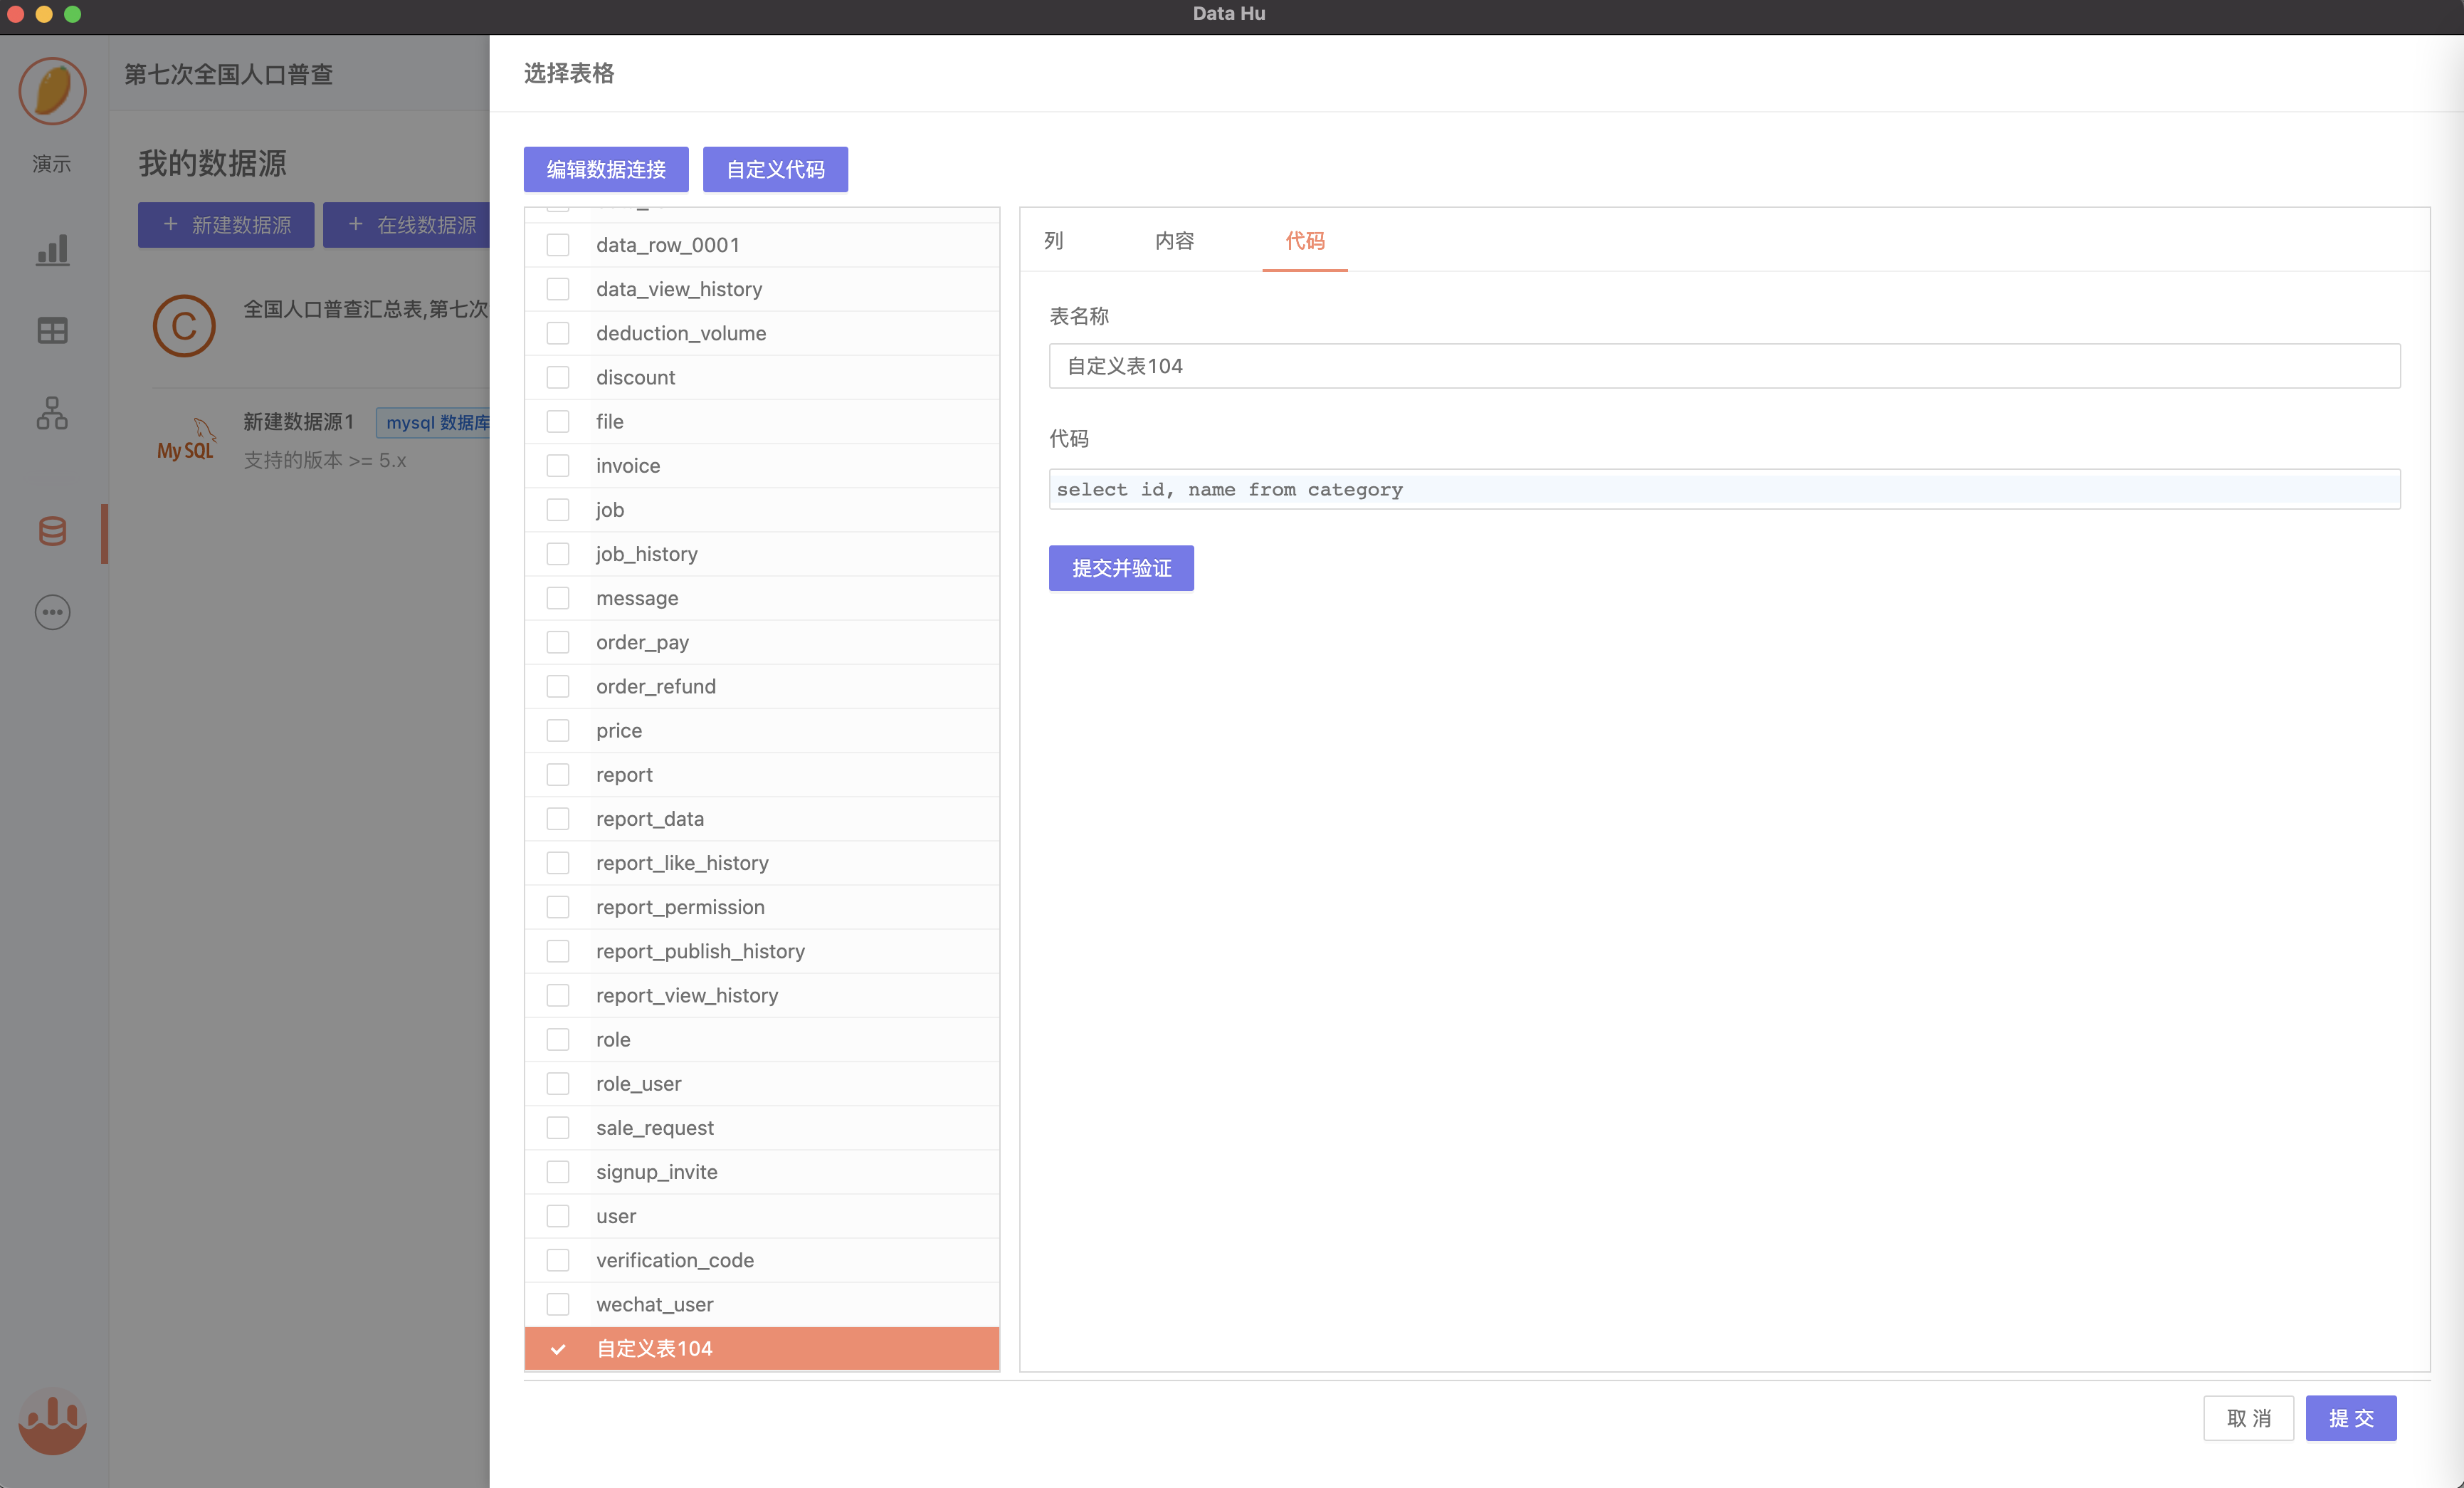 Data Hu
第七次全国人口普查
演示
我的数据源
+ 新建数据源
+ 在线数据源
C
全国人口普查汇总表,第七次
MySQL
新建数据源1
mysql 数据库
支持的版本 >= 5.x
选择表格
编辑数据连接
自定义代码
data_row_0001
data_view_history
deduction_volume
discount
file
invoice
job
job_history
message
order_pay
order_refund
price
report
report_data
report_like_history
report_permission
report_publish_history
report_view_history
role
role_user
sale_request
signup_invite
user
verification_code
wechat_user
自定义表104
列
内容
代码
表名称
自定义表104
代码
select id, name from category
提交并验证
取 消
提 交